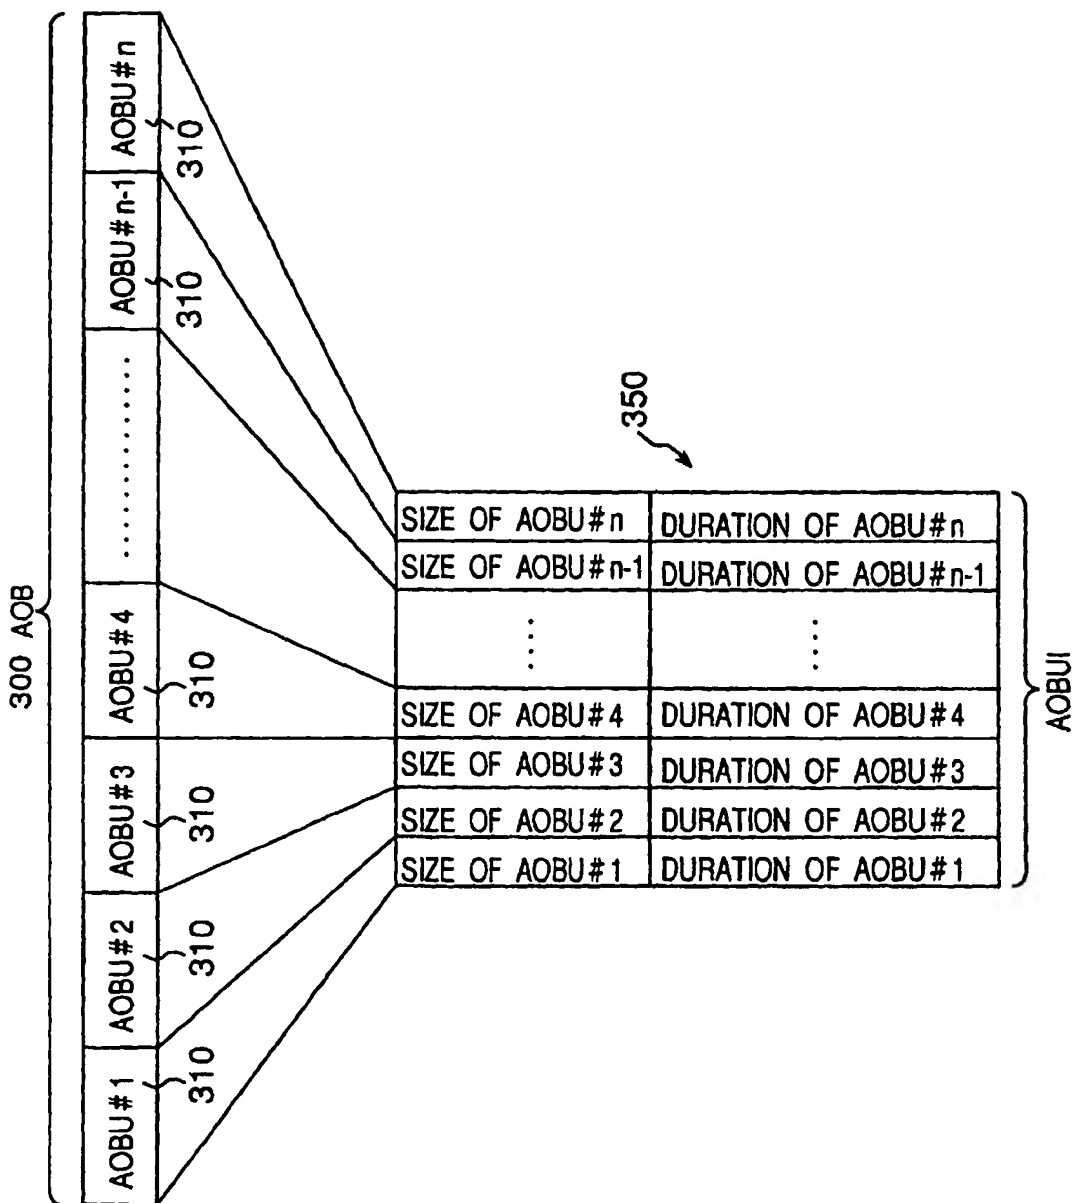 300 AOB
AOBU#1
310
AOBU#2
310
AOBU#3
310
AOBU#4
310
............
AOBU#n-1
310
AOBU#n
310
350
SIZE OF AOBU#n DURATION OF AOBU#n
SIZE OF AOBU#n-1 DURATION OF AOBU#n-1
.... ....
SIZE OF AOBU#4 DURATION OF AOBU#4
SIZE OF AOBU#3 DURATION OF AOBU#3
SIZE OF AOBU#2 DURATION OF AOBU#2
SIZE OF AOBU#1 DURATION OF AOBU#1
AOBUI